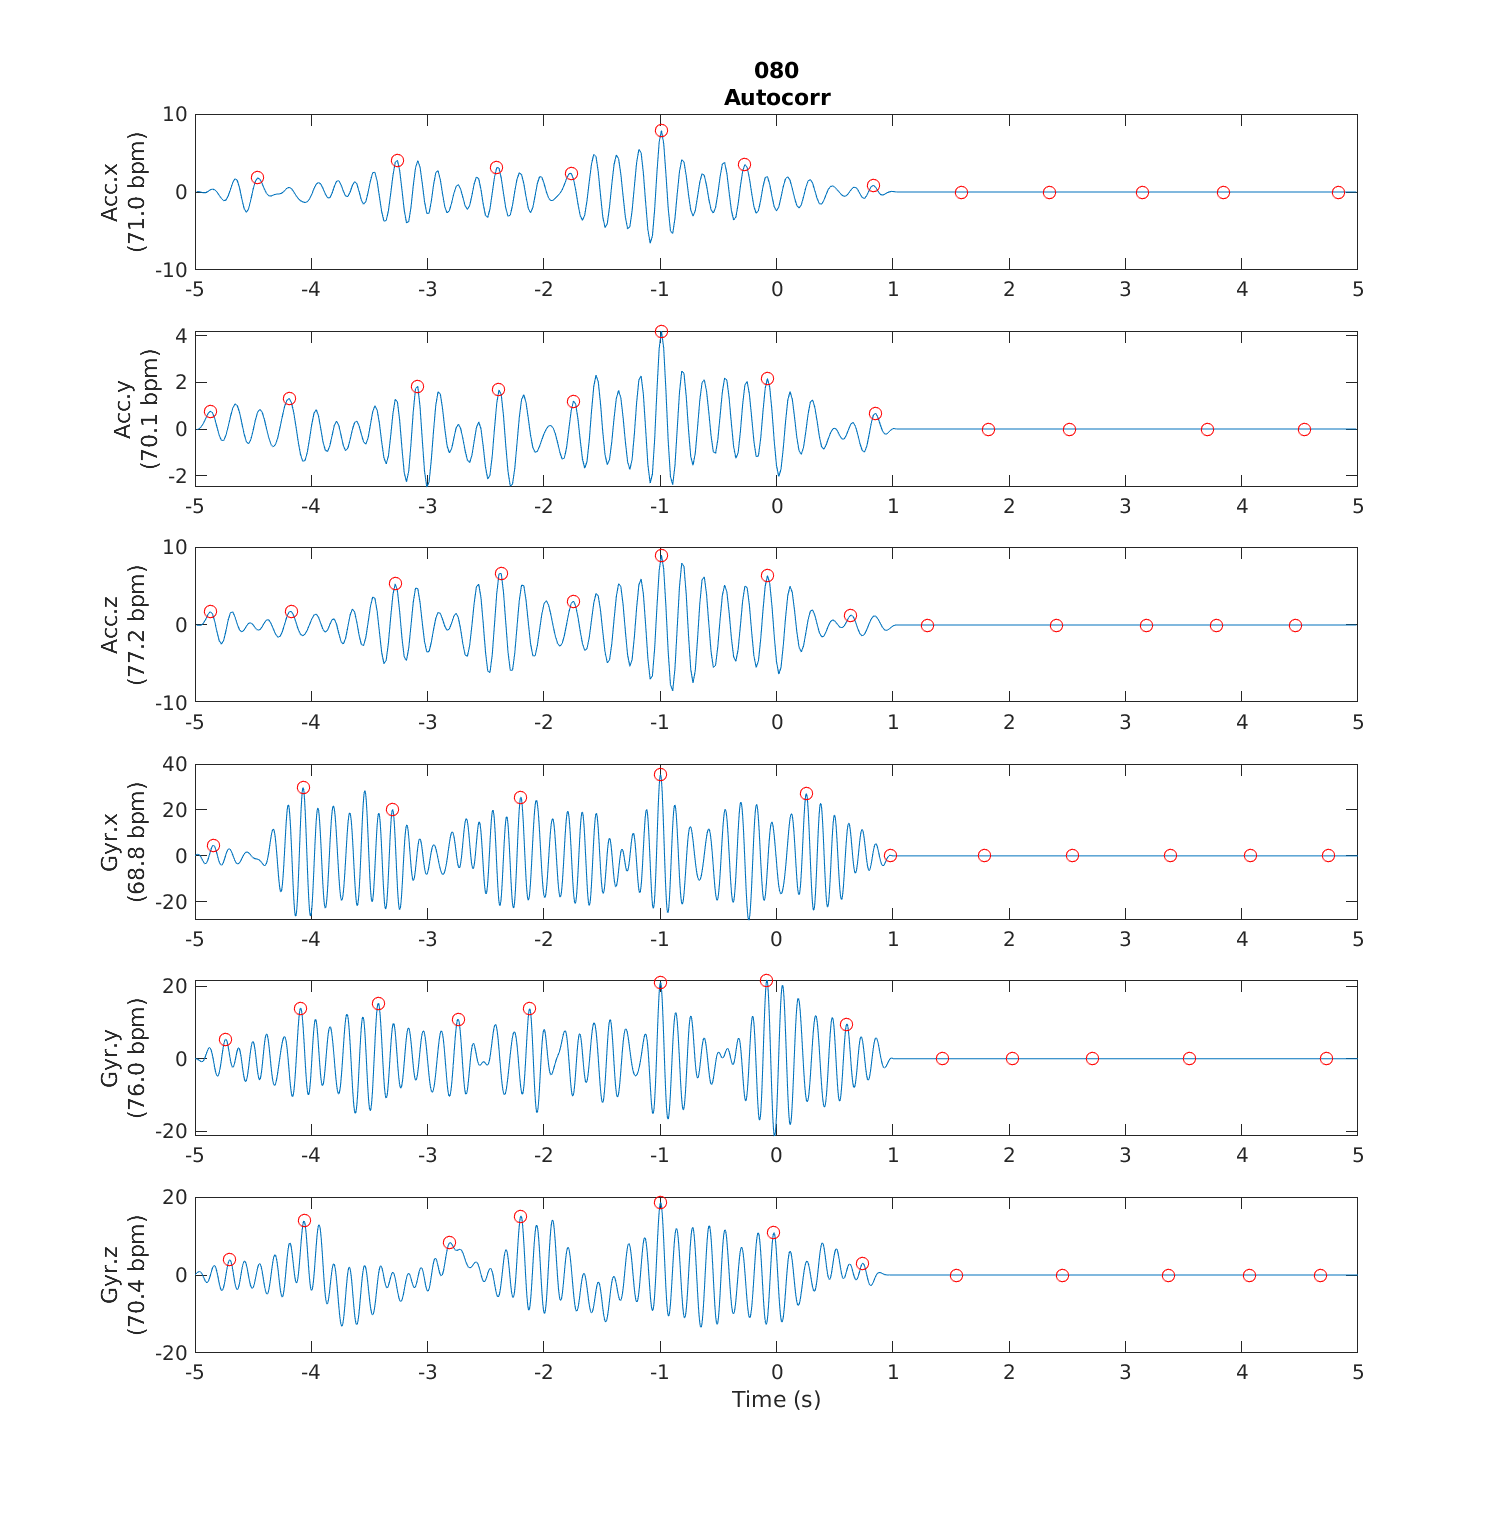 080
Autocorr
Acc.x
(71.0 bpm)
10
0
-10
-5 -4 -3 -2 -1 0 1 2 3 4 5
Acc.y
(70.1 bpm)
4
2
0
-2
-5 -4 -3 -2 -1 0 1 2 3 4 5
Acc.z
(77.2 bpm)
10
0
-10
-5 -4 -3 -2 -1 0 1 2 3 4 5
Gyr.x
(68.8 bpm)
40
20
0
-20
-5 -4 -3 -2 -1 0 1 2 3 4 5
Gyr.y
(76.0 bpm)
20
0
-20
-5 -4 -3 -2 -1 0 1 2 3 4 5
Gyr.z
(70.4 bpm)
20
0
-20
-5 -4 -3 -2 -1 0 1 2 3 4 5
Time (s)